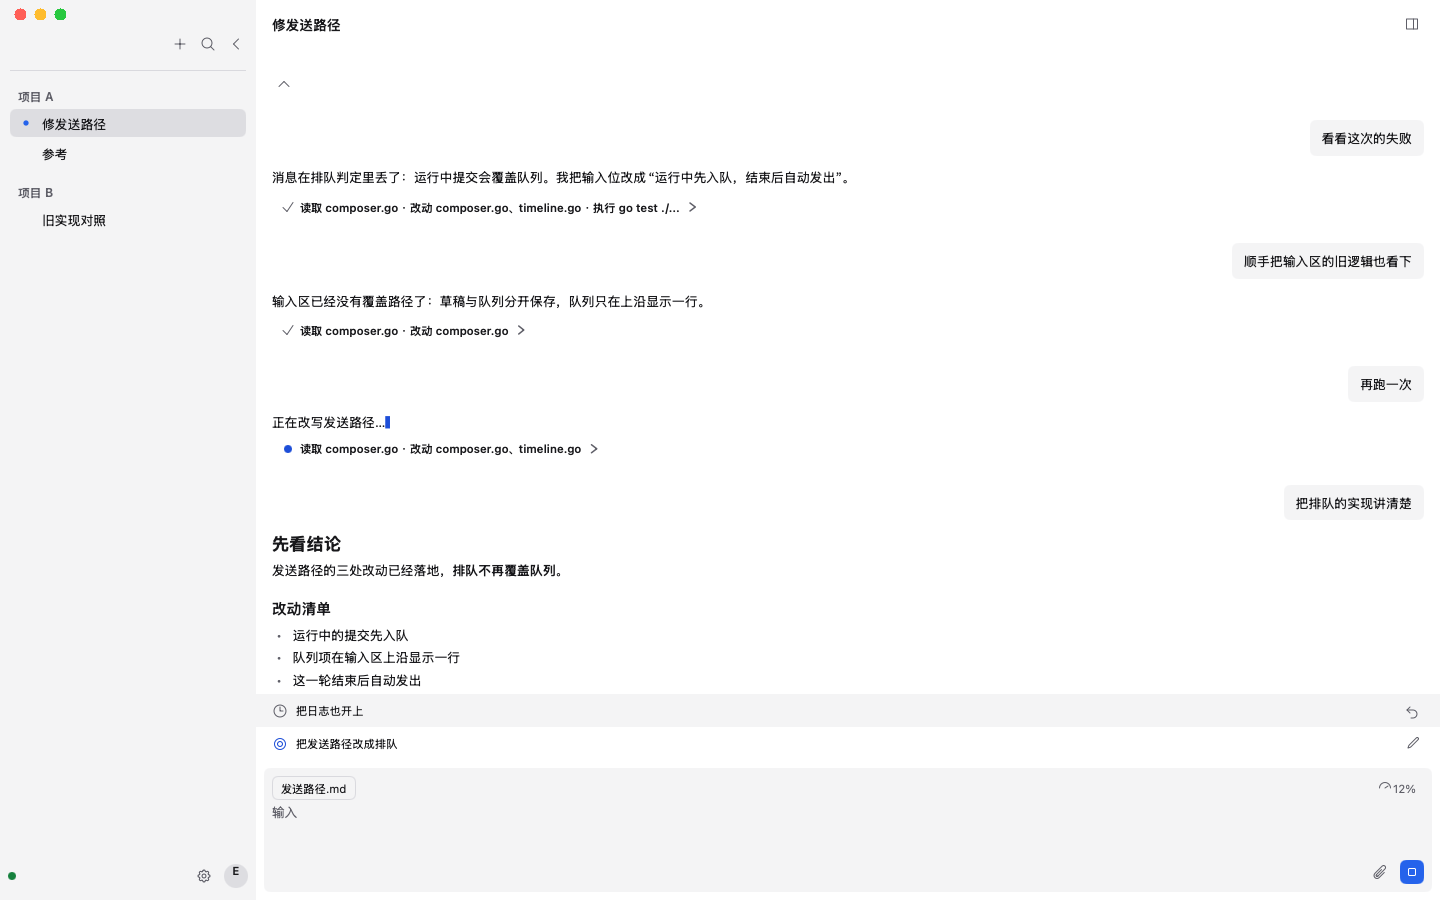 修发送路径
项目 A
修发送路径
参考
项目 B
旧实现对照
看看这次的失败
消息在排队判定里丢了：运行中提交会覆盖队列。我把输入位改成“运行中先入队，结束后自动发出”。
读取 composer.go · 改动 composer.go、timeline.go · 执行 go test ./...
顺手把输入区的旧逻辑也看下
输入区已经没有覆盖路径了：草稿与队列分开保存，队列只在上沿显示一行。
读取 composer.go · 改动 composer.go
再跑一次
正在改写发送路径...
读取 composer.go · 改动 composer.go、timeline.go
把排队的实现讲清楚
先看结论
发送路径的三处改动已经落地，排队不再覆盖队列。
改动清单
• 运行中的提交先入队
• 队列项在输入区上沿显示一行
• 这一轮结束后自动发出
把日志也开上
把发送路径改成排队
发送路径.md
12%
输入
E